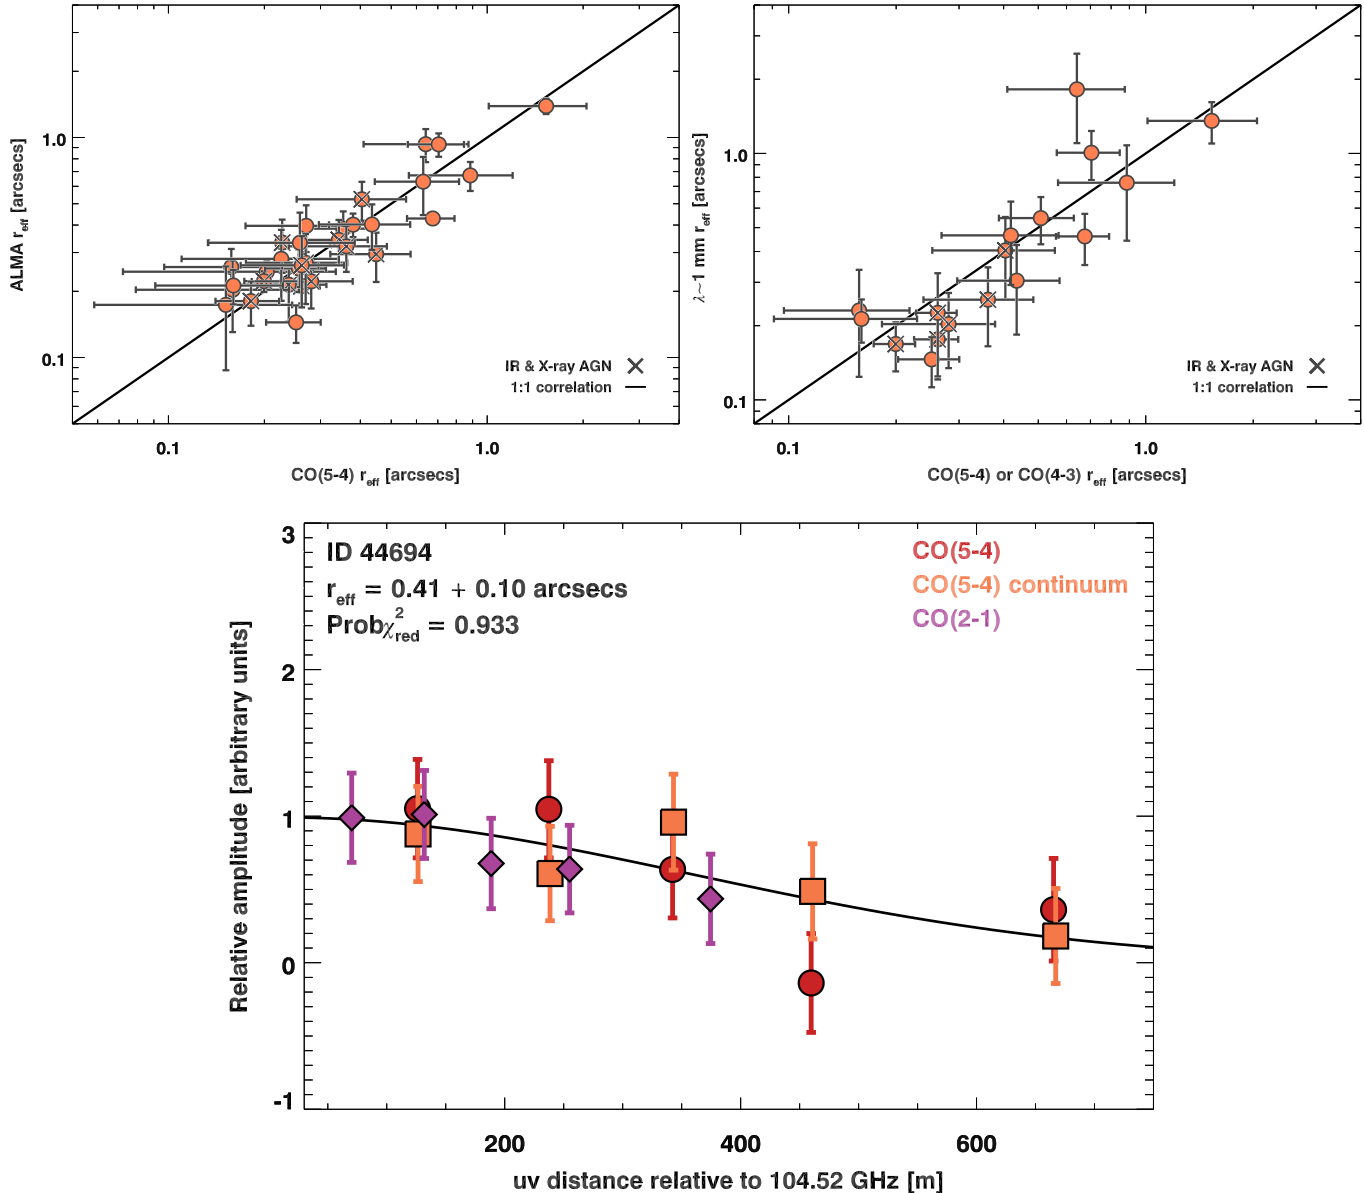 ALMA r_eff [arcsecs]
1.0
0.1
IR & X-ray AGN
1:1 correlation
0.1 1.0
CO(5-4) r_eff [arcsecs]
λ~1 mm r_eff [arcsecs]
1.0
0.1
IR & X-ray AGN
1:1 correlation
0.1 1.0
CO(5-4) or CO(4-3) r_eff [arcsecs]
Relative amplitude [arbitrary units]
3
2
1
0
-1
ID 44694
r_eff = 0.41 + 0.10 arcsecs
Probχ²_red = 0.933
CO(5-4)
CO(5-4) continuum
CO(2-1)
200 400 600
uv distance relative to 104.52 GHz [m]